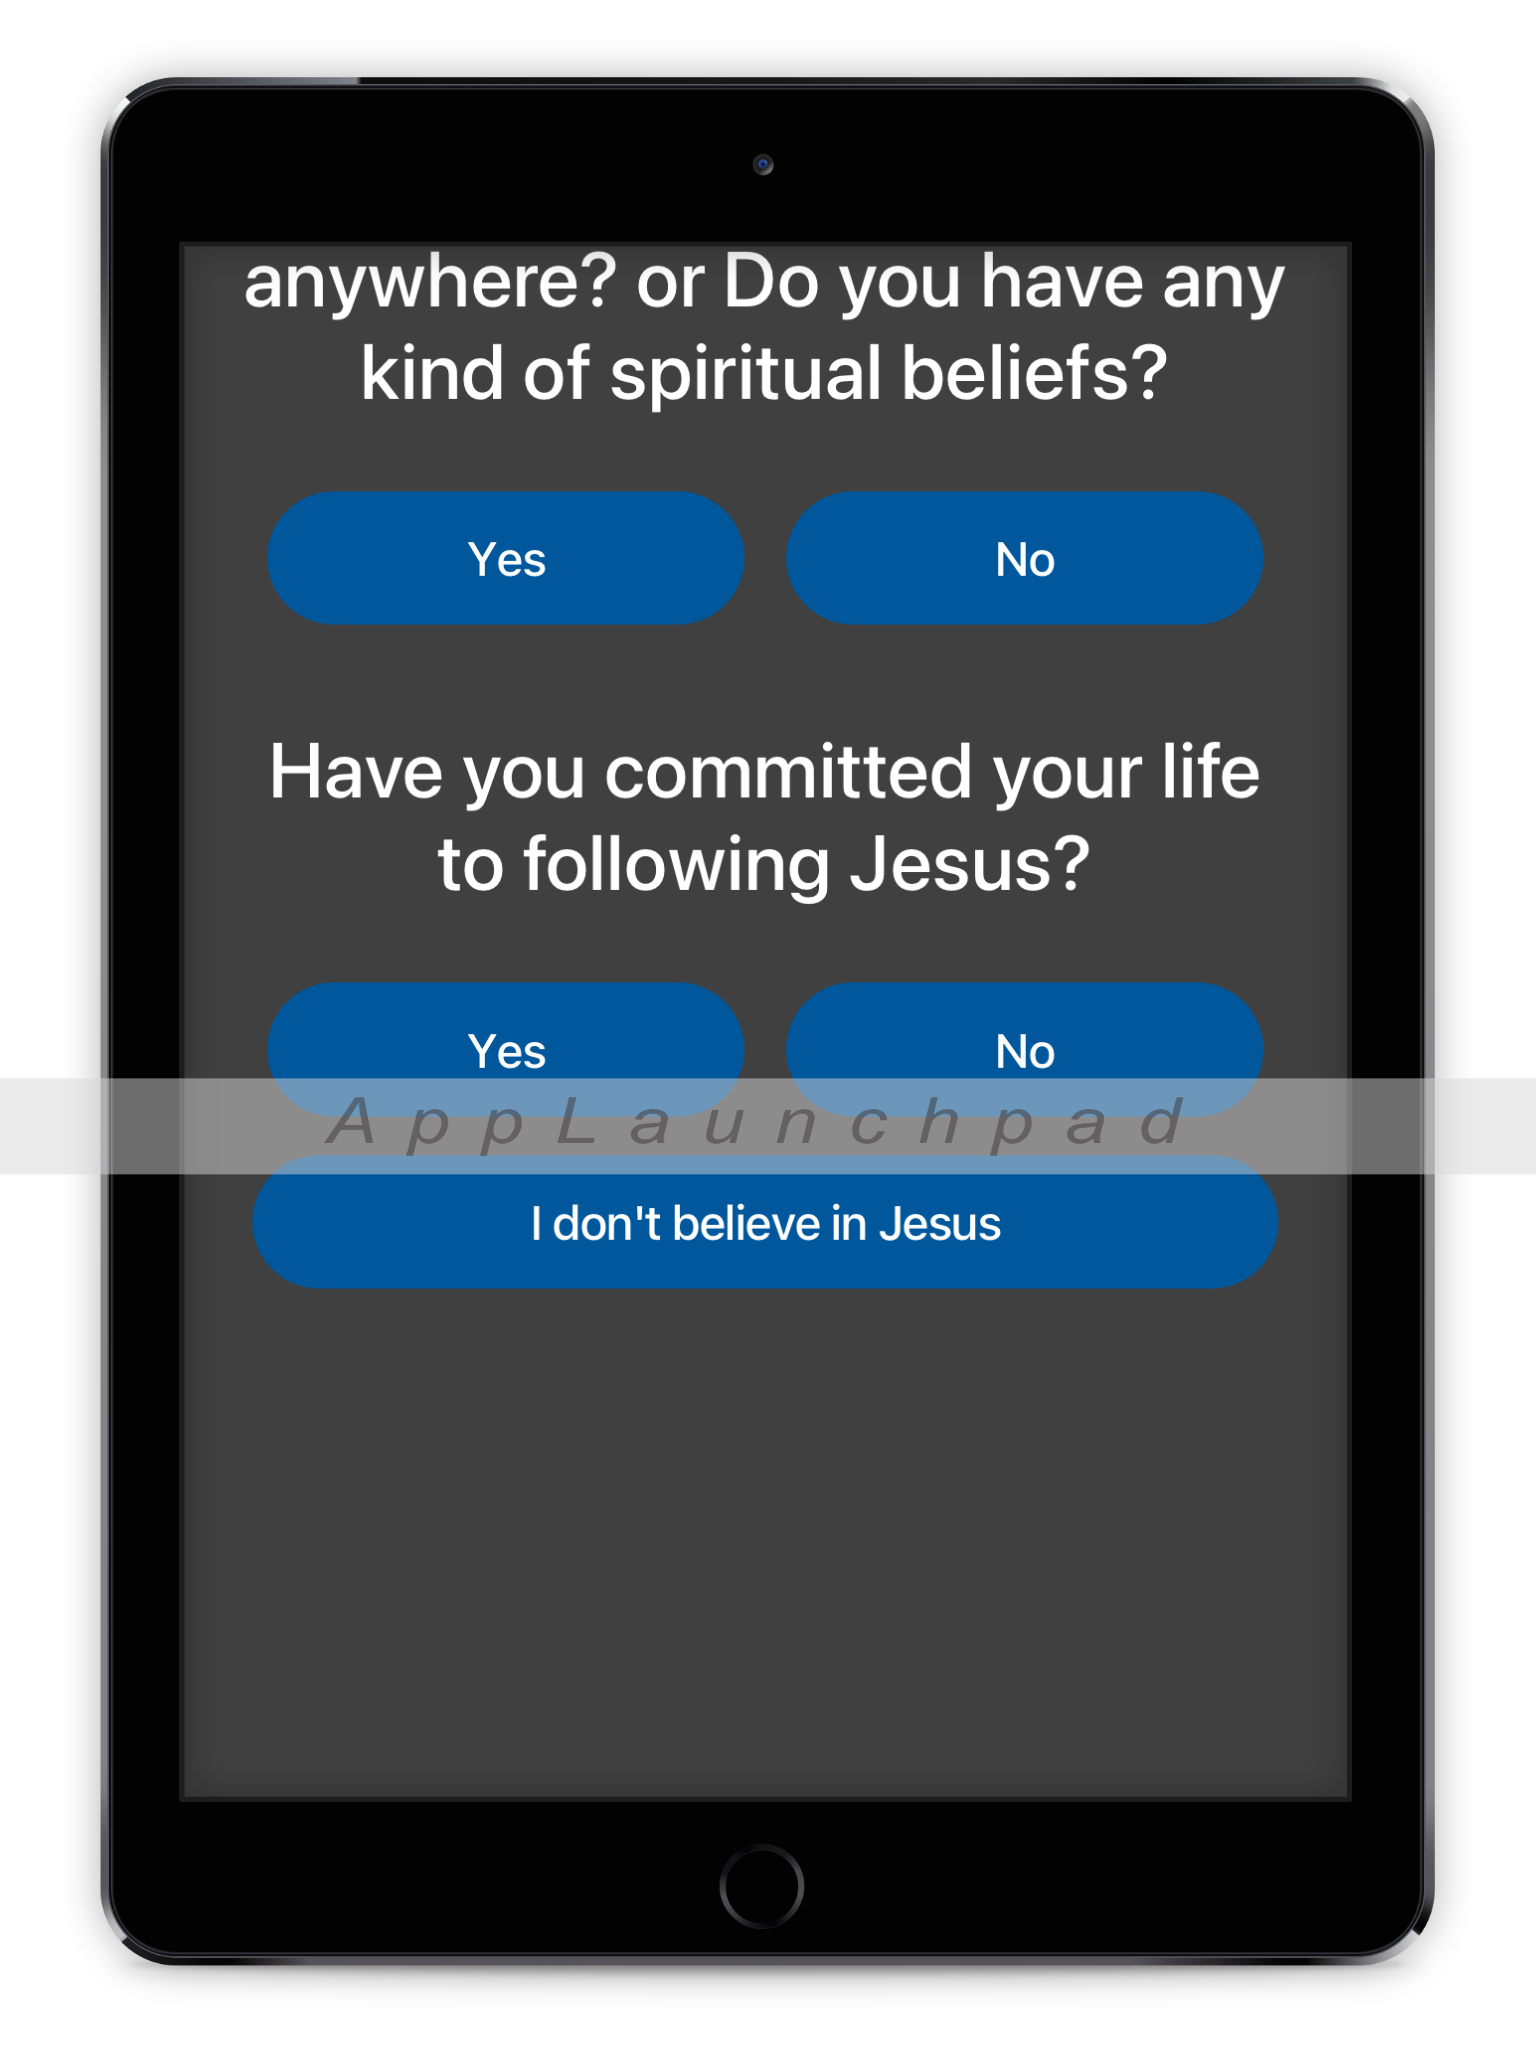 anywhere? or Do you have any
kind of spiritual beliefs?
Yes No
Have you committed your life
to following Jesus?
Yes No
AppLaunchpad
I don't believe in Jesus